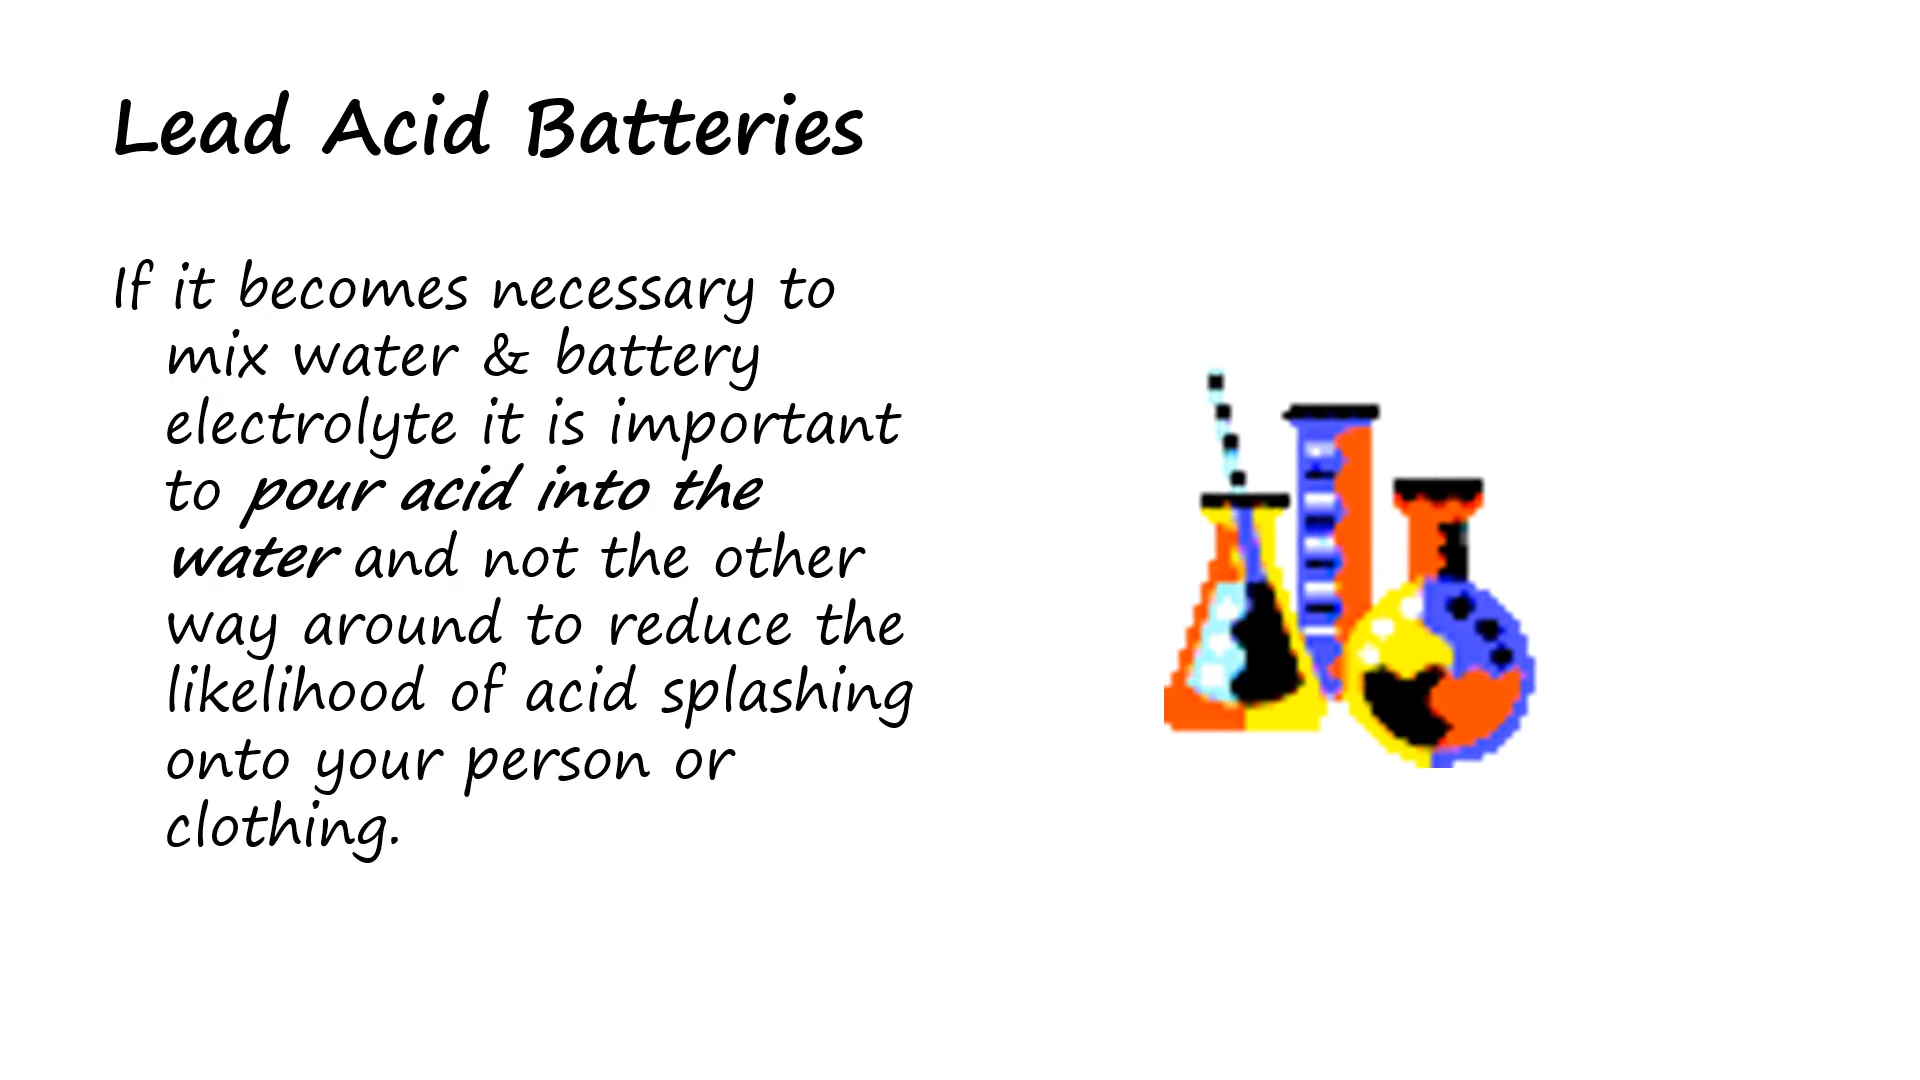 Lead Acid Batteries
If it becomes necessary to
mix water & battery
electrolyte it is important
to pour acid into the
water and not the other
way around to reduce the
likelihood of acid splashing
onto your person or
clothing.